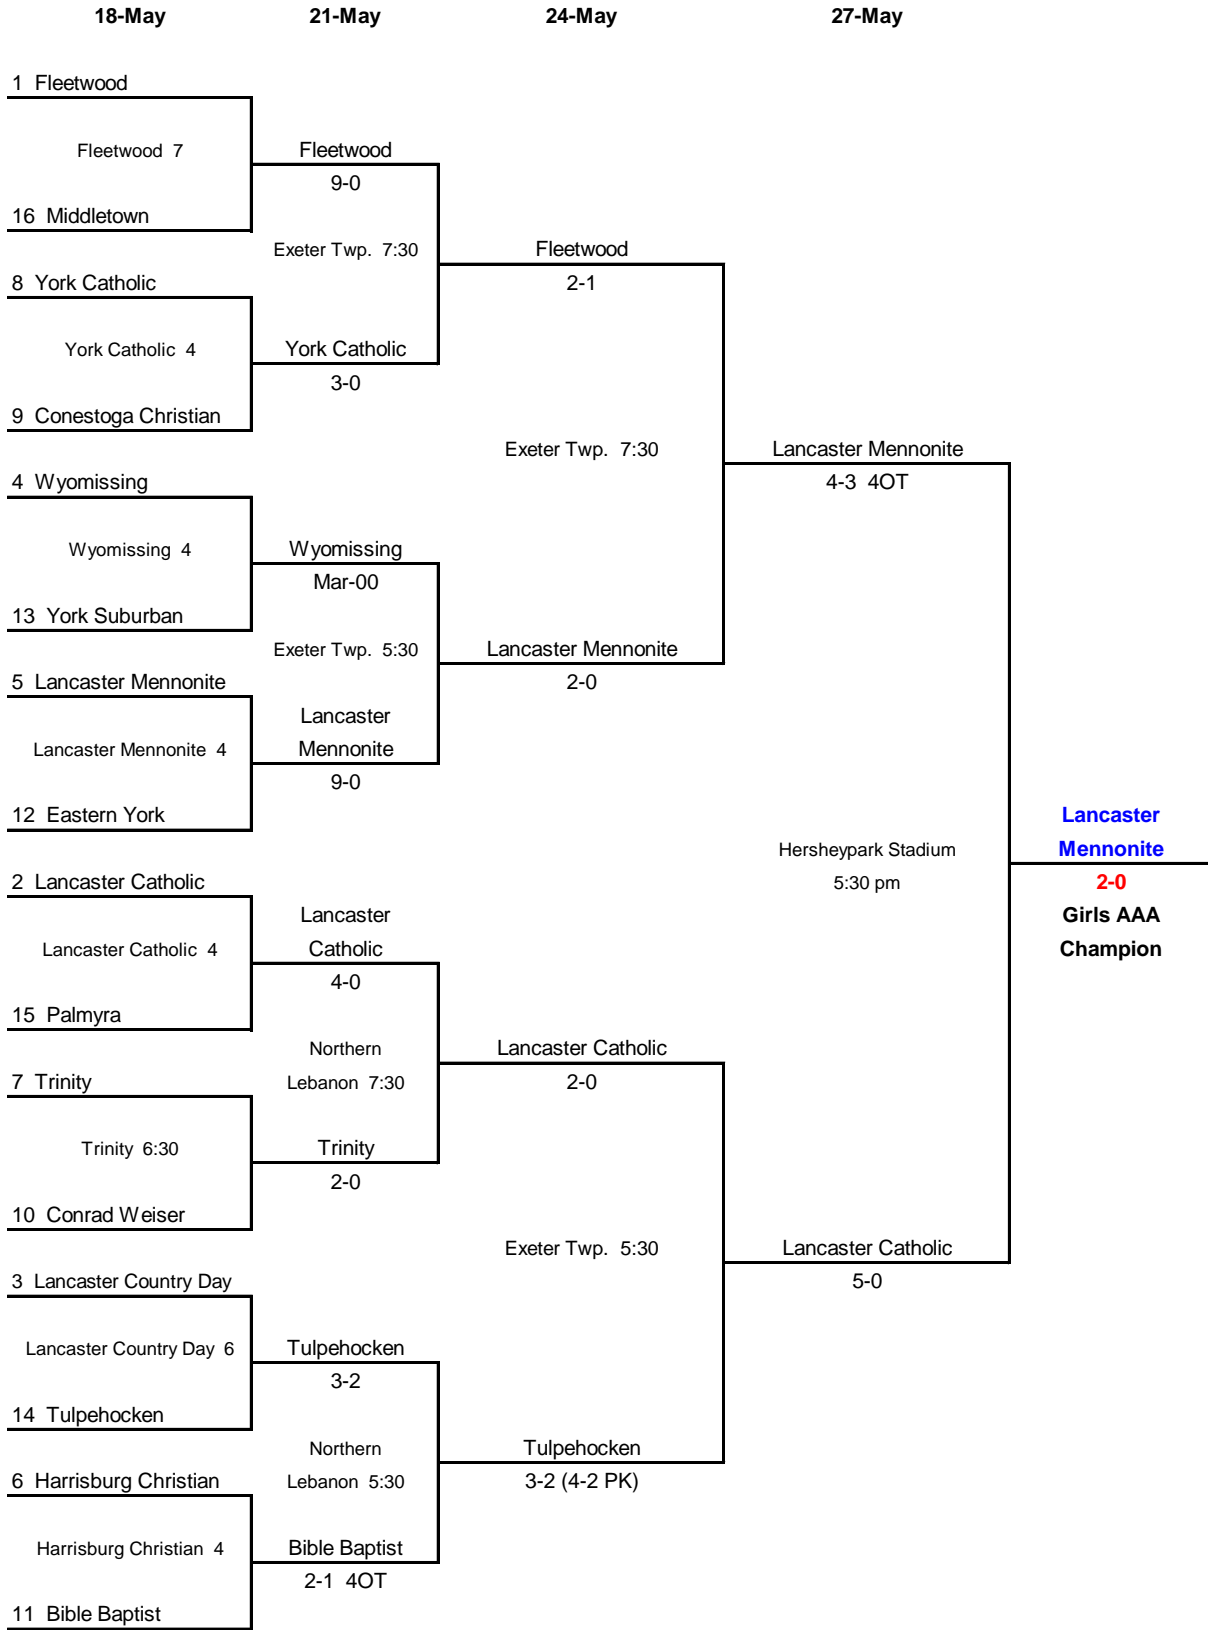 18-May 21-May 24-May 27-May
1 Fleetwood
Fleetwood 7 Fleetwood
9-0
16 Middletown
Exeter Twp. 7:30 Fleetwood
8 York Catholic 2-1
York Catholic 4 York Catholic
3-0
9 Conestoga Christian
Exeter Twp. 7:30 Lancaster Mennonite
4 Wyomissing 4-3 4OT
Wyomissing 4 Wyomissing
Mar-00
13 York Suburban
Exeter Twp. 5:30 Lancaster Mennonite
5 Lancaster Mennonite 2-0
Lancaster
Lancaster Mennonite 4 Mennonite
9-0
12 Eastern York Lancaster
Hersheypark Stadium Mennonite
2 Lancaster Catholic 5:30 pm 2-0
Lancaster Girls AAA
Lancaster Catholic 4 Catholic Champion
4-0
15 Palmyra
Northern Lancaster Catholic
7 Trinity Lebanon 7:30 2-0
Trinity 6:30 Trinity
2-0
10 Conrad Weiser
Exeter Twp. 5:30 Lancaster Catholic
3 Lancaster Country Day 5-0
Lancaster Country Day 6 Tulpehocken
3-2
14 Tulpehocken
Northern Tulpehocken
6 Harrisburg Christian Lebanon 5:30 3-2 (4-2 PK)
Harrisburg Christian 4 Bible Baptist
2-1 4OT
11 Bible Baptist